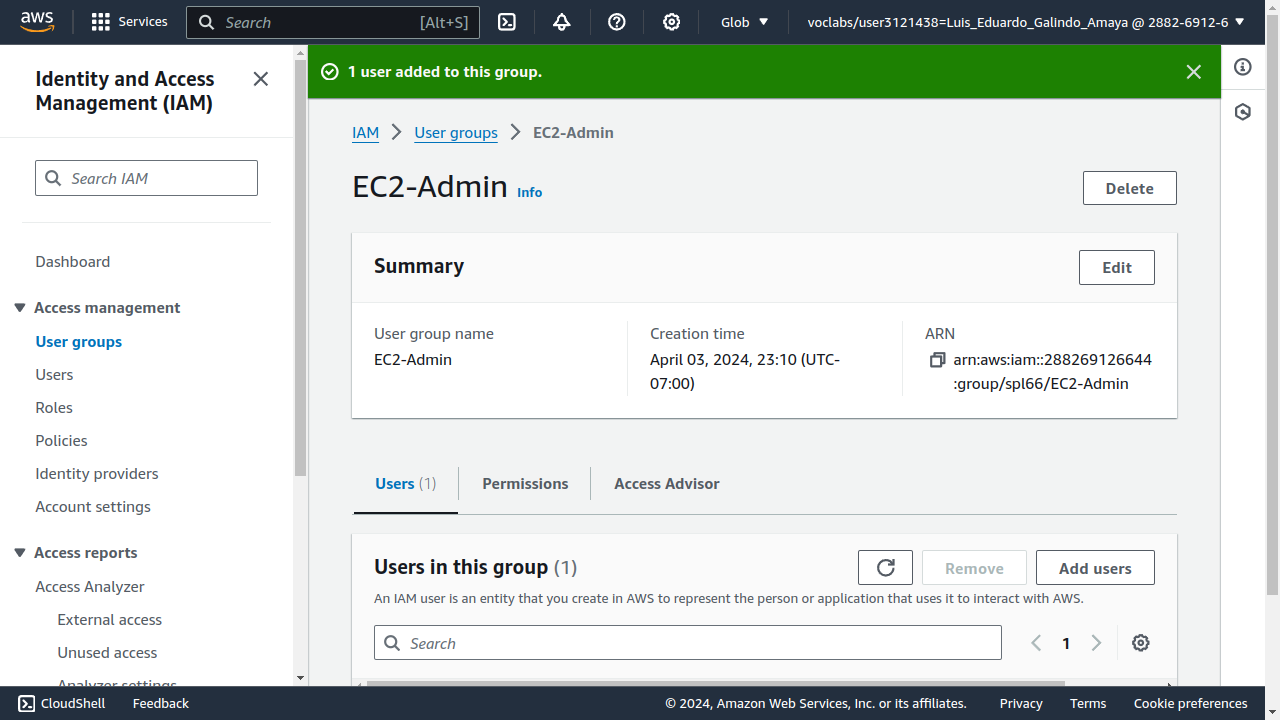 aws
Services
Search
[Alt+S]
Glob
voclabs/user3121438=Luis_Eduardo_Galindo_Amaya @ 2882-6912-6
Identity and Access
Management (IAM)
Search IAM
Dashboard
Access management
User groups
Users
Roles
Policies
Identity providers
Account settings
Access reports
Access Analyzer
External access
Unused access
Analyzer settings
1 user added to this group.
IAM
User groups
EC2-Admin
EC2-Admin Info
Delete
Summary
Edit
User group name
EC2-Admin
Creation time
April 03, 2024, 23:10 (UTC-
07:00)
ARN
arn:aws:iam::288269126644
:group/spl66/EC2-Admin
Users (1)
Permissions
Access Advisor
Users in this group (1)
Remove
Add users
An IAM user is an entity that you create in AWS to represent the person or application that uses it to interact with AWS.
Search
1
CloudShell
Feedback
© 2024, Amazon Web Services, Inc. or its affiliates.
Privacy
Terms
Cookie preferences